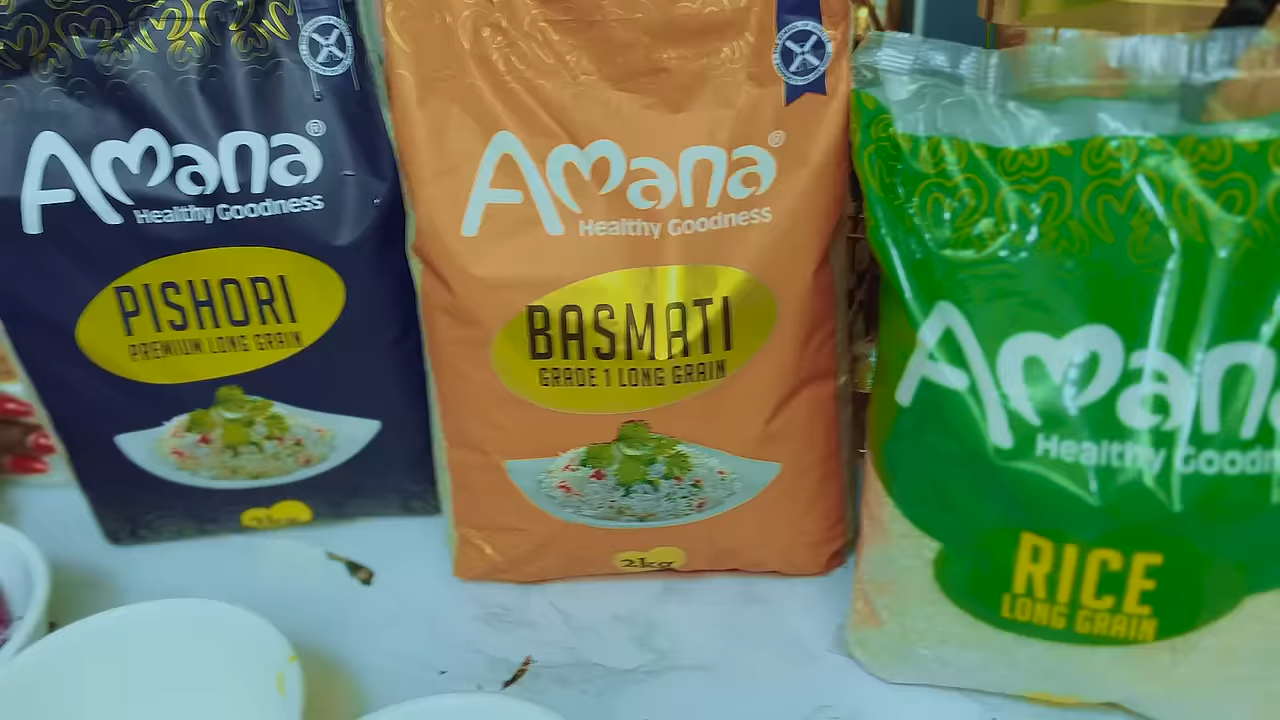 Amana®
Healthy Goodness
PISHORI
PREMIUM LONG GRAIN
2kg
Amana®
Healthy Goodness
BASMATI
GRADE 1 LONG GRAIN
2kg
Healthy
RICE
LONG GRAIN